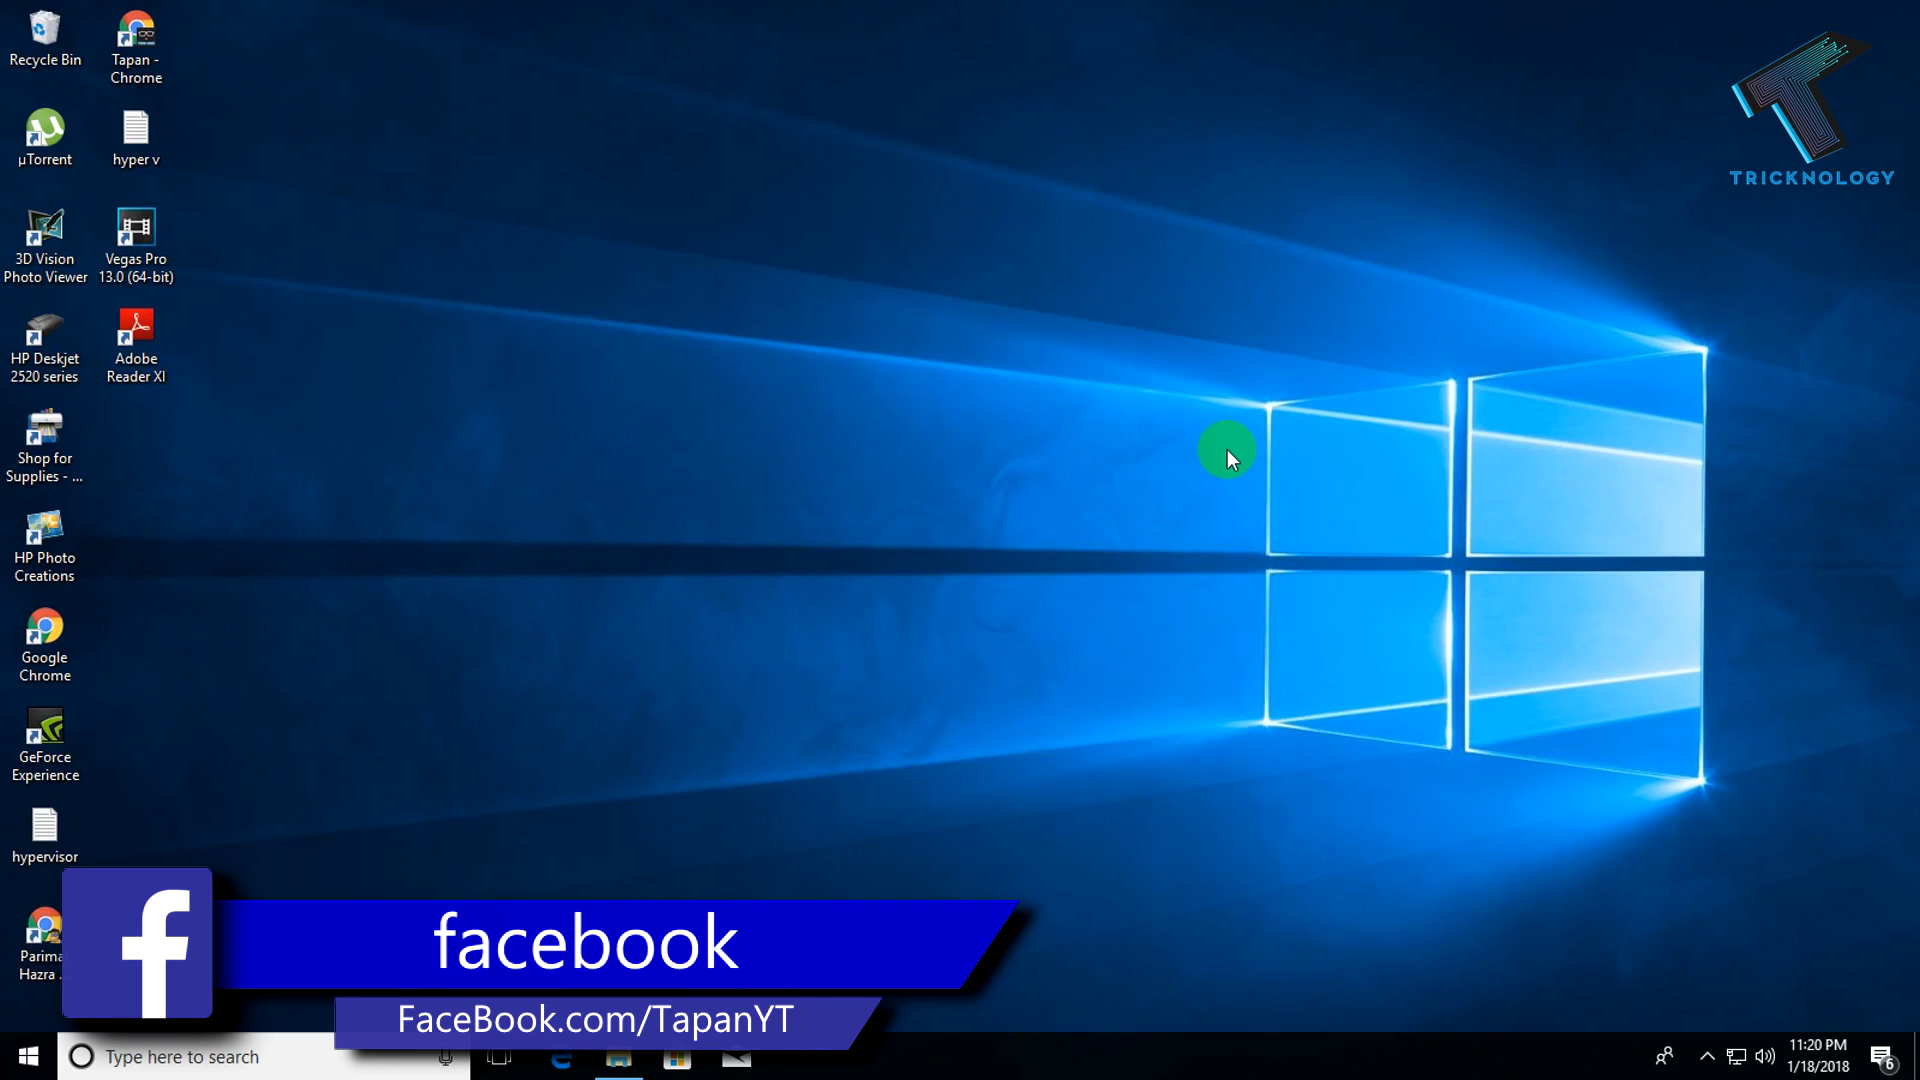 Recycle Bin
Tapan -
Chrome
µTorrent
hyper v
3D Vision
Photo Viewer
Vegas Pro
13.0 (64-bit)
HP Deskjet
2520 series
Adobe
Reader XI
Shop for
Supplies - ...
HP Photo
Creations
Google
Chrome
GeForce
Experience
hypervisor
Parima
Hazra .
TRICKNOLOGY
facebook
FaceBook.com/TapanYT
Type here to search
11:20 PM
1/18/2018
6